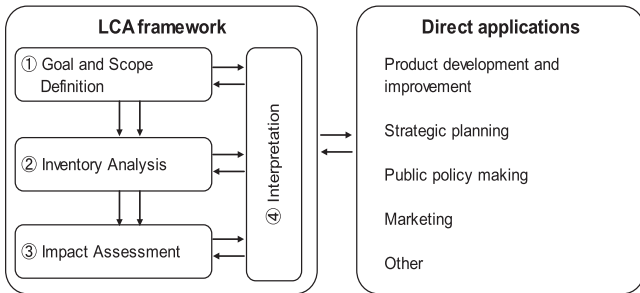 LCA framework
① Goal and Scope
Definition
② Inventory Analysis
③ Impact Assessment
④ Interpretation
Direct applications
Product development and
improvement
Strategic planning
Public policy making
Marketing
Other